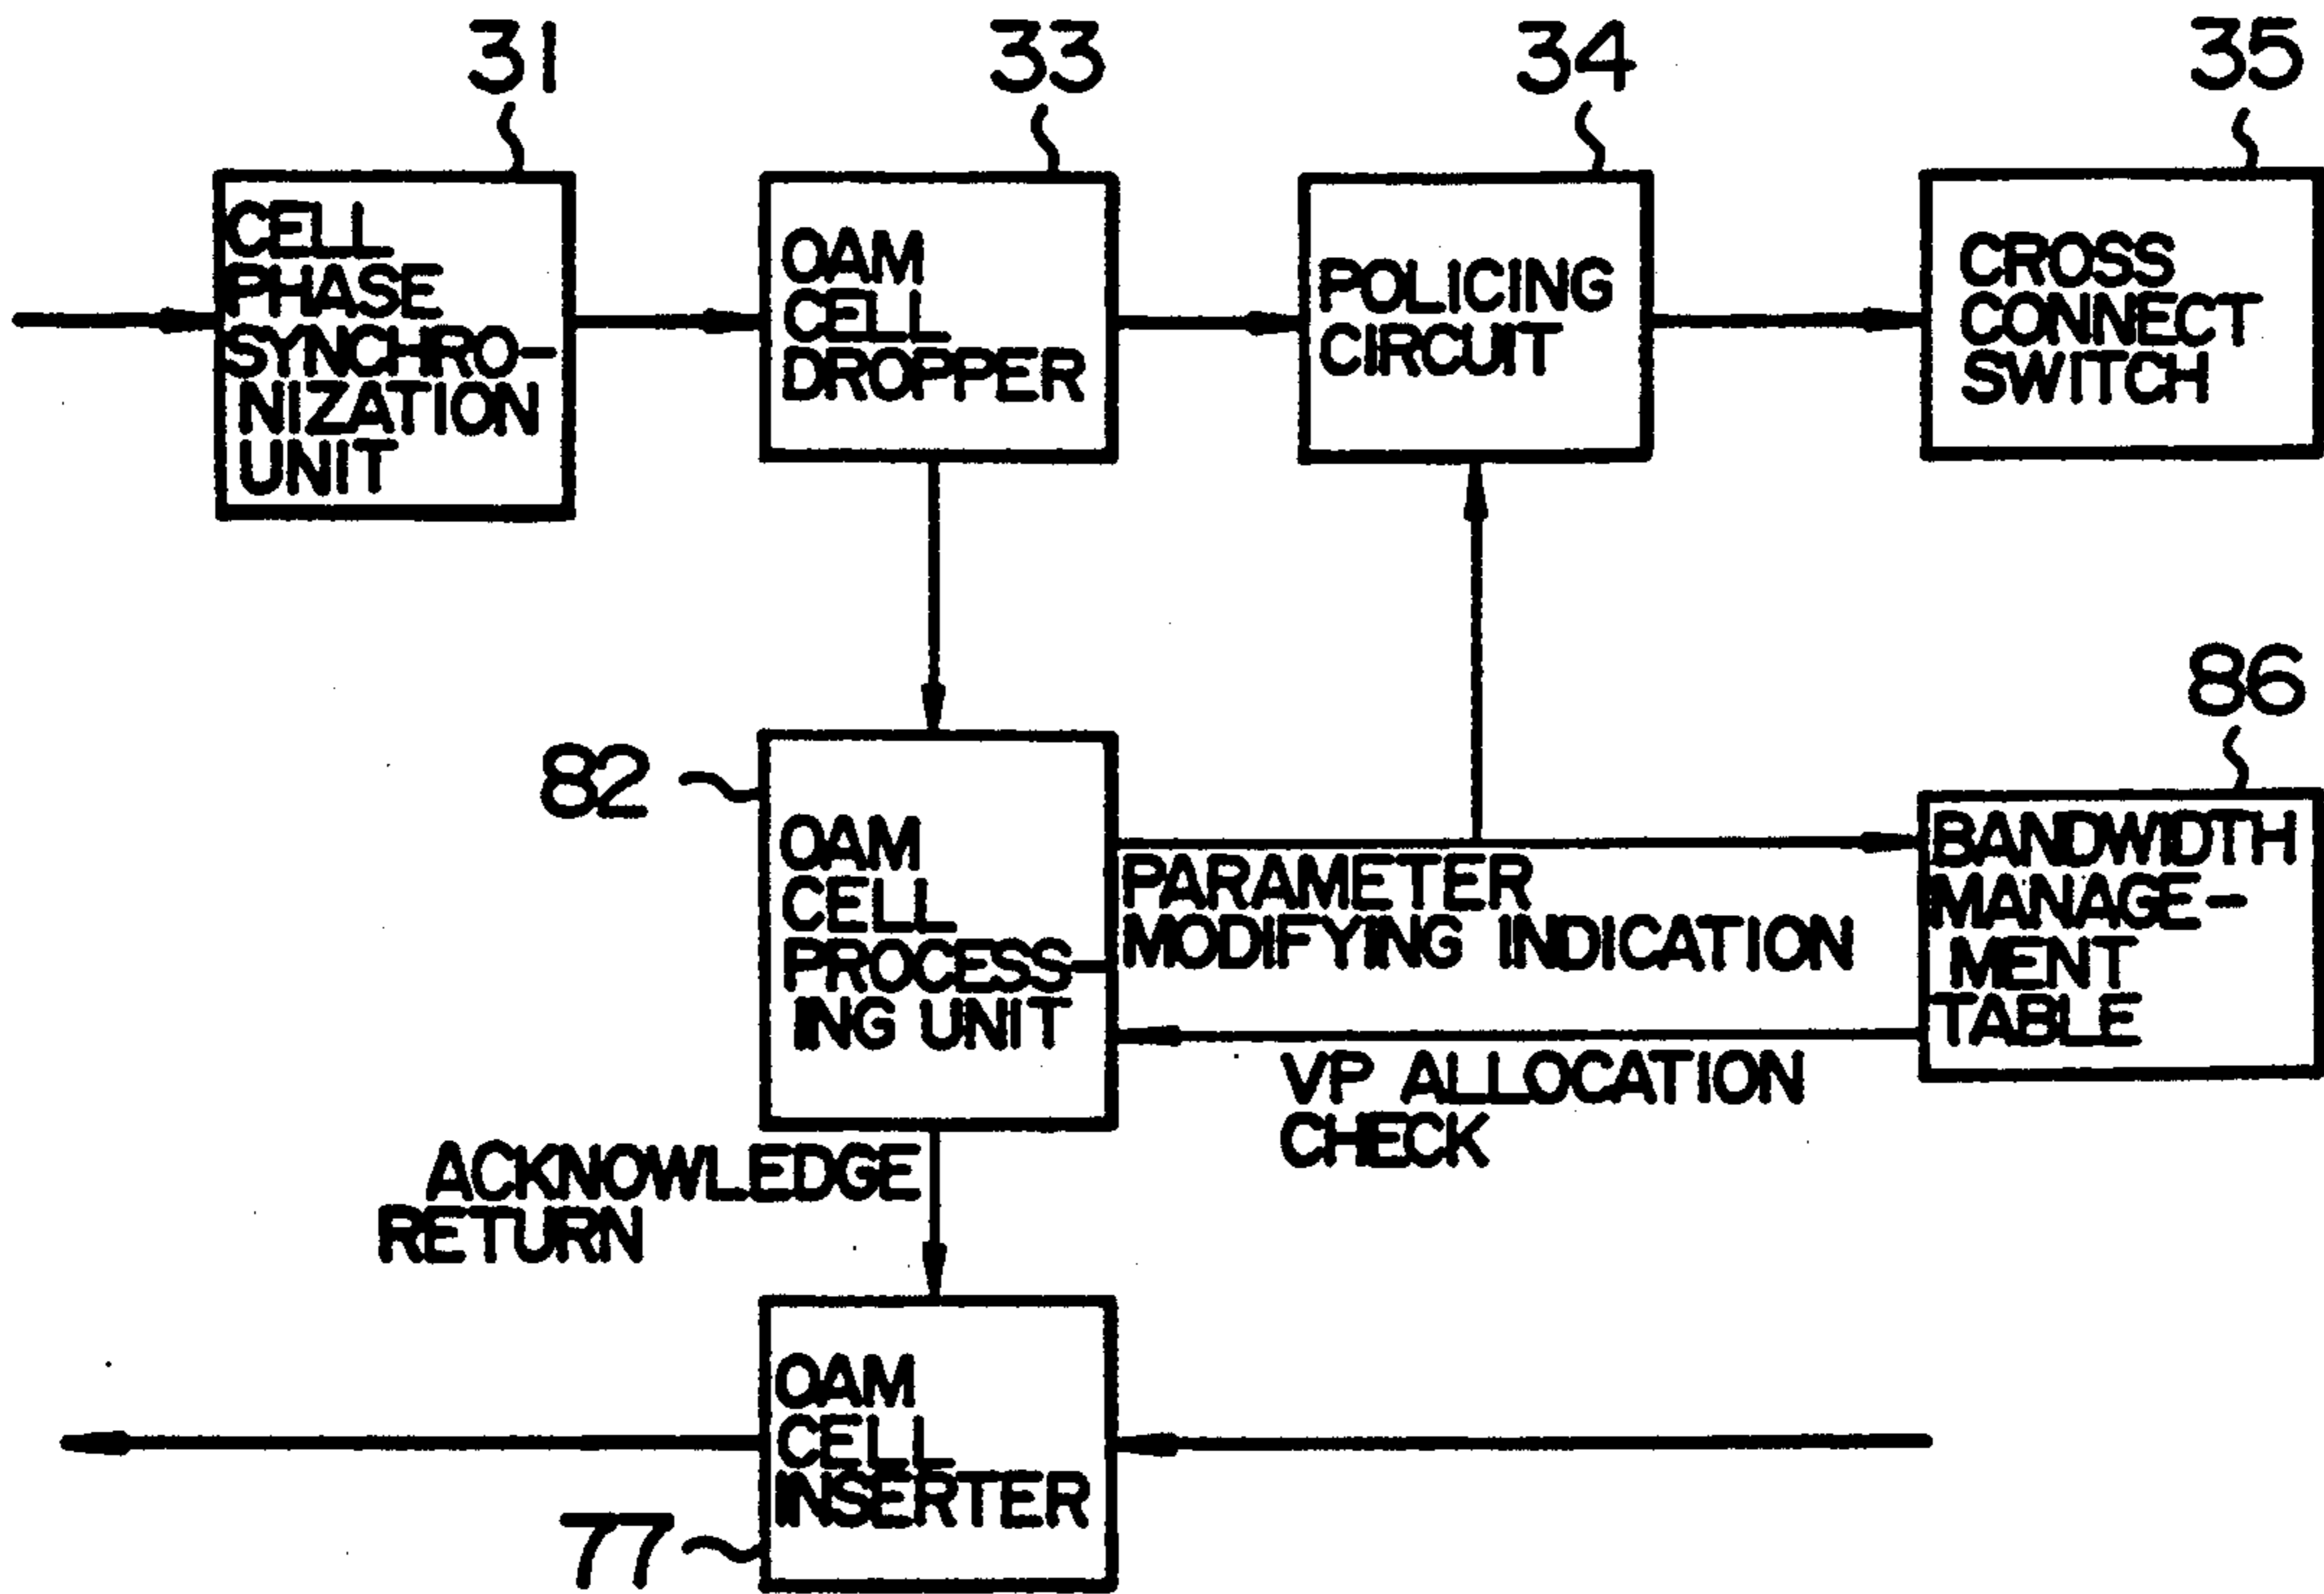 31
33
34
35
CELL
PHASE
SYNCHRO-
NIZATION
UNIT
OAM
CELL
DROPPER
POLICING
CIRCUIT
CROSS
CONNECT
SWITCH
82
OAM
CELL
PROCESS-
ING UNIT
PARAMETER
MODIFYING INDICATION
86
BANDWIDTH
MANAGE-
MENT
TABLE
VP ALLOCATION
CHECK
ACKNOWLEDGE
RETURN
OAM
CELL
INSERTER
77